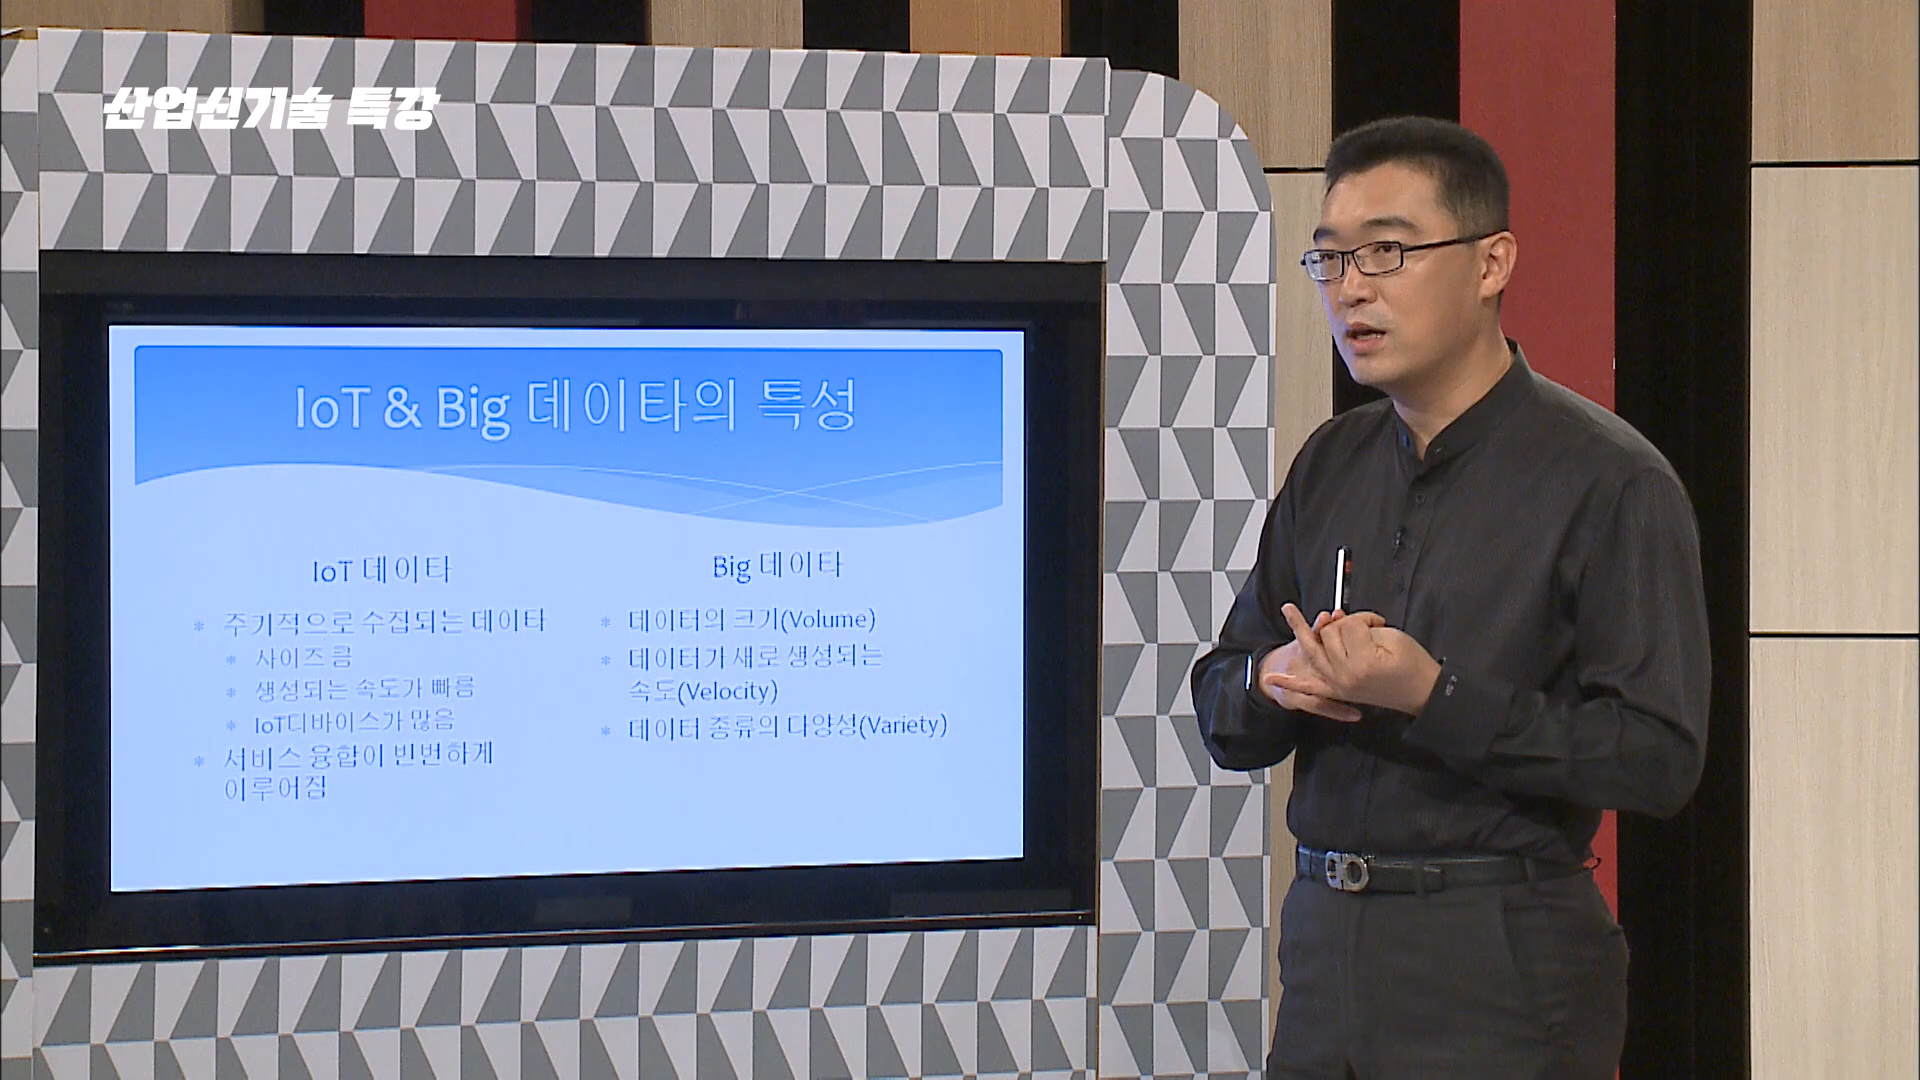 산업신기술 특강
IoT & Big 데이타의 특성
IoT 데이타
* 주기적으로 수집되는 데이타
* 사이즈 큼
* 생성되는 속도가 빠름
* IoT디바이스가 많음
* 서비스 융합이 빈번하게
이루어짐
Big 데이타
* 데이터의 크기(Volume)
* 데이터가 새로 생성되는
속도(Velocity)
* 데이터 종류의 다양성(Variety)